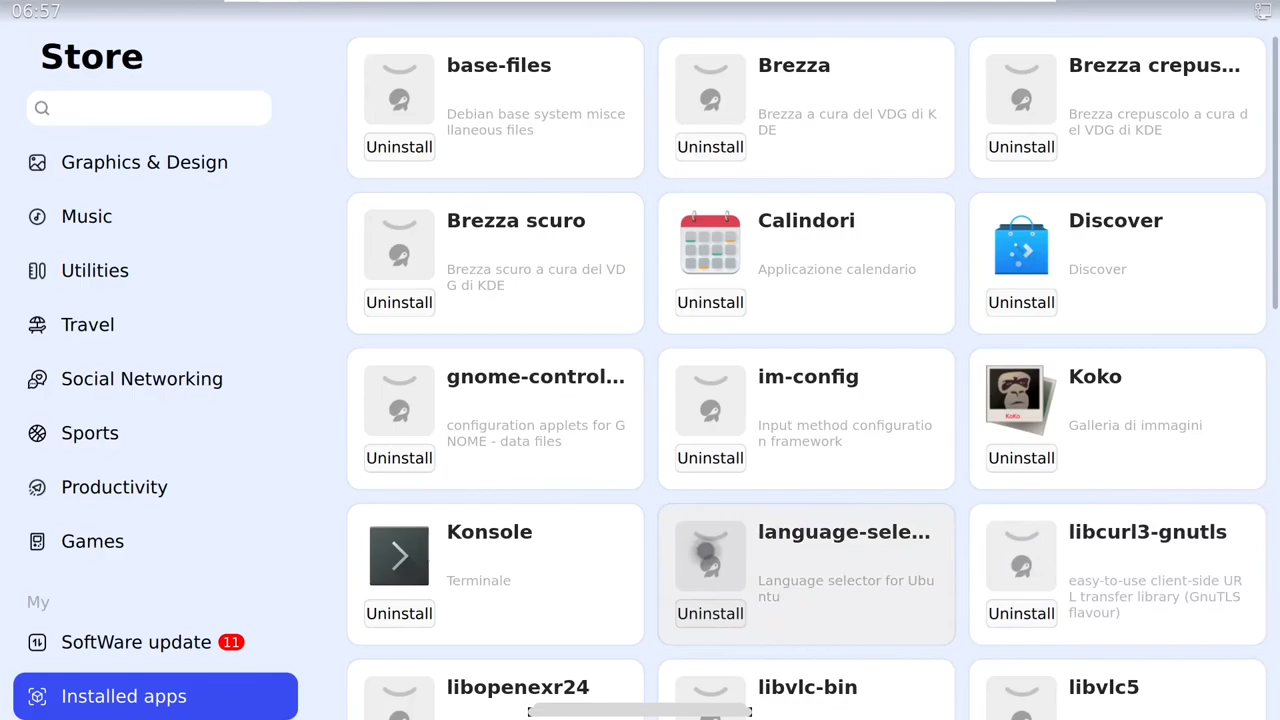 06:57
Store
Graphics & Design
Music
Utilities
Travel
Social Networking
Sports
Productivity
Games
My
SoftWare update 11
Installed apps
base-files
Debian base system misce
llaneous files
Uninstall
Brezza
Brezza a cura del VDG di K
DE
Uninstall
Brezza crepus...
Brezza crepuscolo a cura d
el VDG di KDE
Uninstall
Brezza scuro
Brezza scuro a cura del VD
G di KDE
Uninstall
Calindori
Applicazione calendario
Uninstall
Discover
Discover
Uninstall
gnome-control...
configuration applets for G
NOME - data files
Uninstall
im-config
Input method configuratio
n framework
Uninstall
KoKo
Koko
Galleria di immagini
Uninstall
Konsole
Terminale
Uninstall
language-sele...
Language selector for Ubu
ntu
Uninstall
libcurl3-gnutls
easy-to-use client-side UR
L transfer library (GnuTLS
flavour)
Uninstall
libopenexr24
libvlc-bin
libvlc5